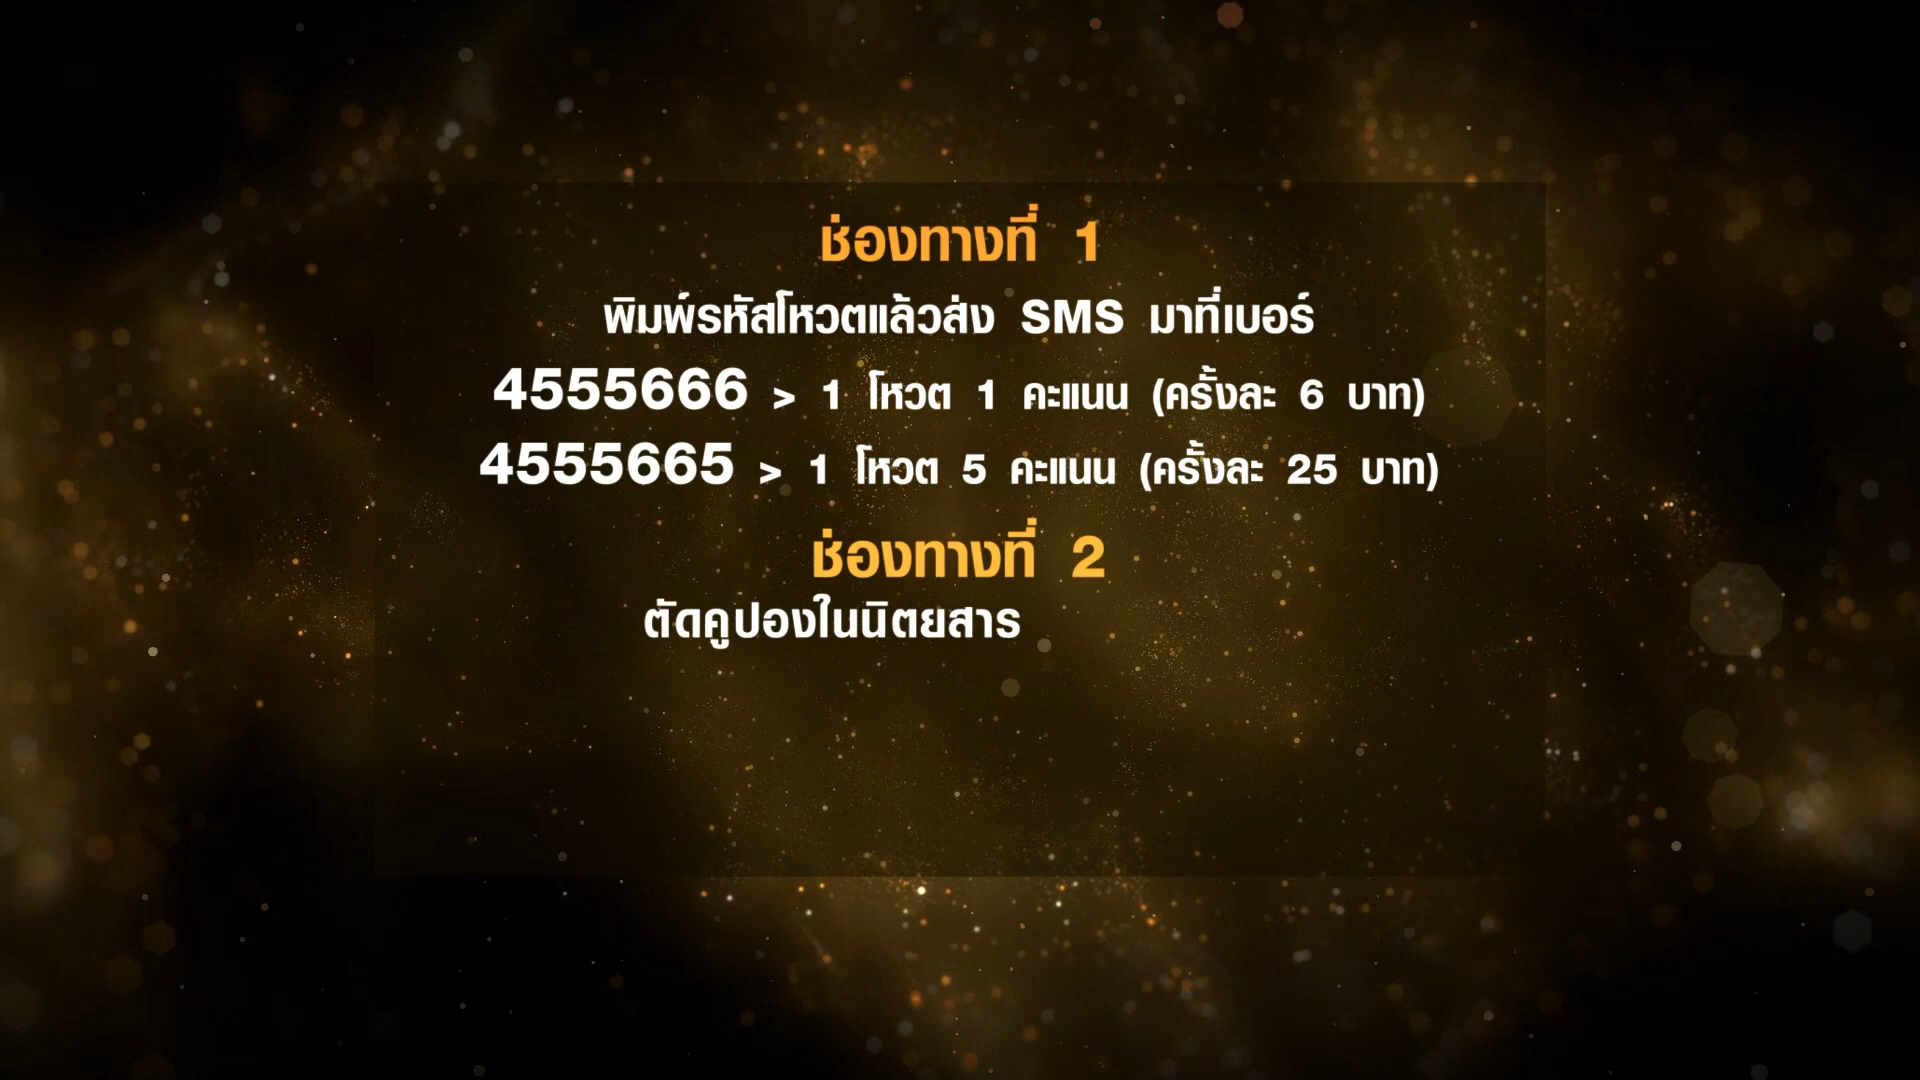 ช่องทางที่ 1
พิมพ์รหัสโหวตแล้วส่ง SMS มาที่เบอร์
4555666 > 1 โหวต 1 คะแนน (ครั้งละ 6 บาท)
4555665 > 1 โหวต 5 คะแนน (ครั้งละ 25 บาท)
ช่องทางที่ 2
ตัดคูปองในนิตยสาร